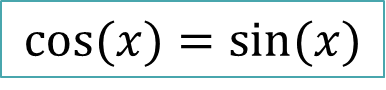 cos(x) = sin(x)